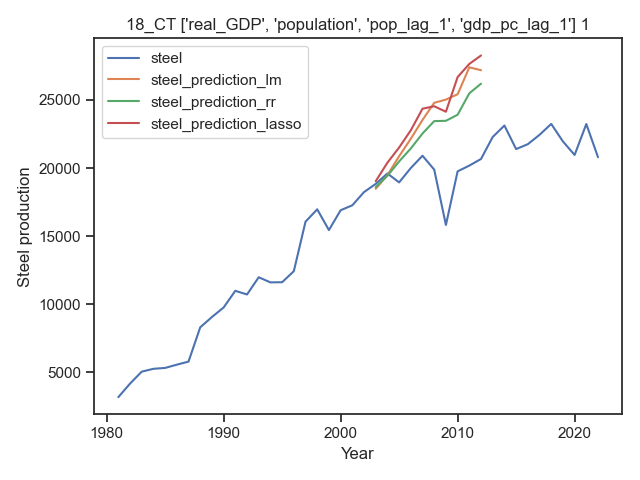 18_CT ['real_GDP', 'population', 'pop_lag_1', 'gdp_pc_lag_1'] 1
steel
steel_prediction_lm
steel_prediction_rr
steel_prediction_lasso
Steel production
25000
20000
15000
10000
5000
1980
1990
2000
2010
2020
Year